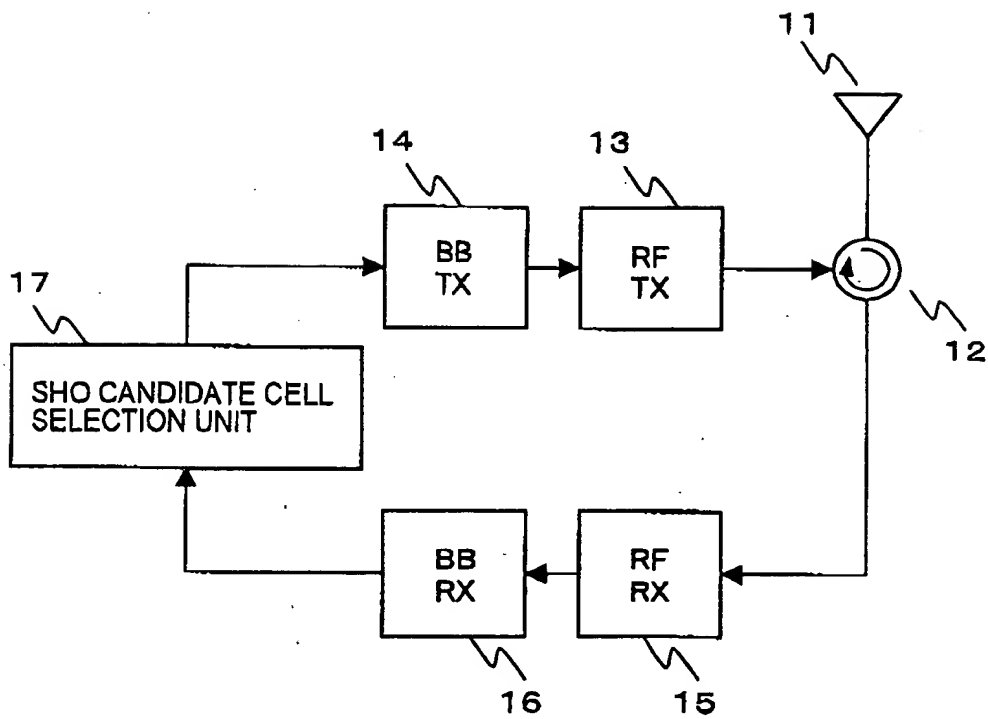 11
14
13
BB
TX
RF
TX
17
12
SHO CANDIDATE CELL
SELECTION UNIT
BB
RX
RF
RX
16
15